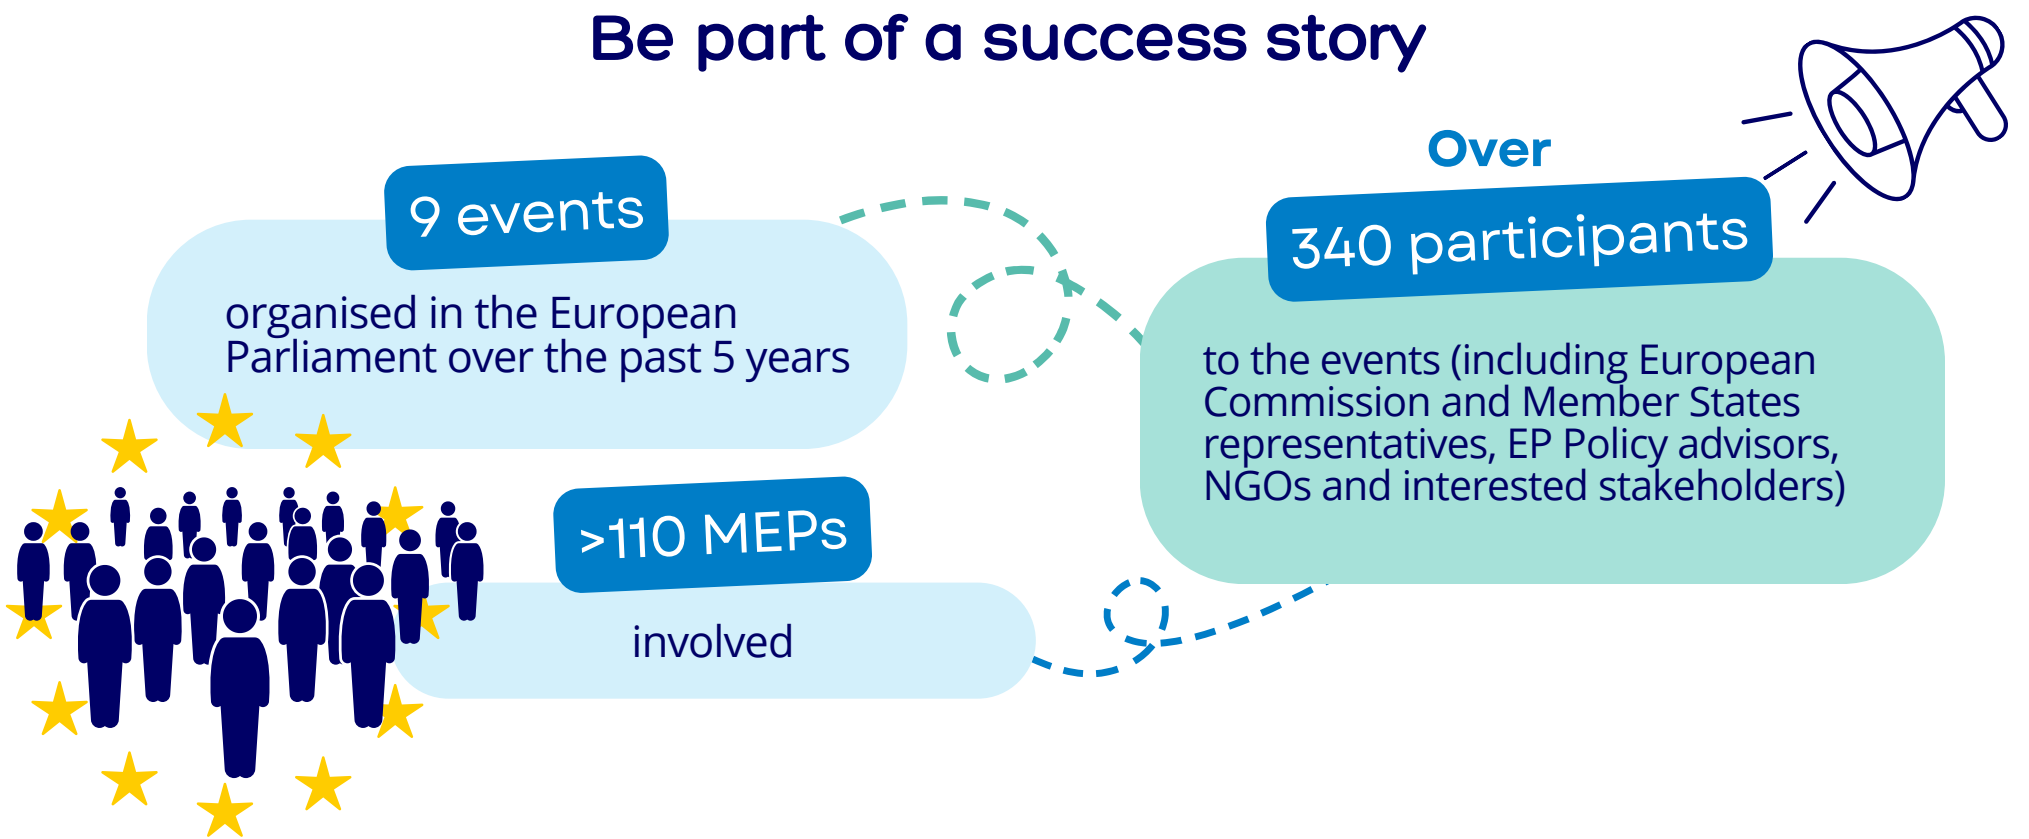 Be part of a success story
9 events
organised in the European
Parliament over the past 5 years
>110 MEPs
involved
Over
340 participants
to the events (including European
Commission and Member States
representatives, EP Policy advisors,
NGOs and interested stakeholders)